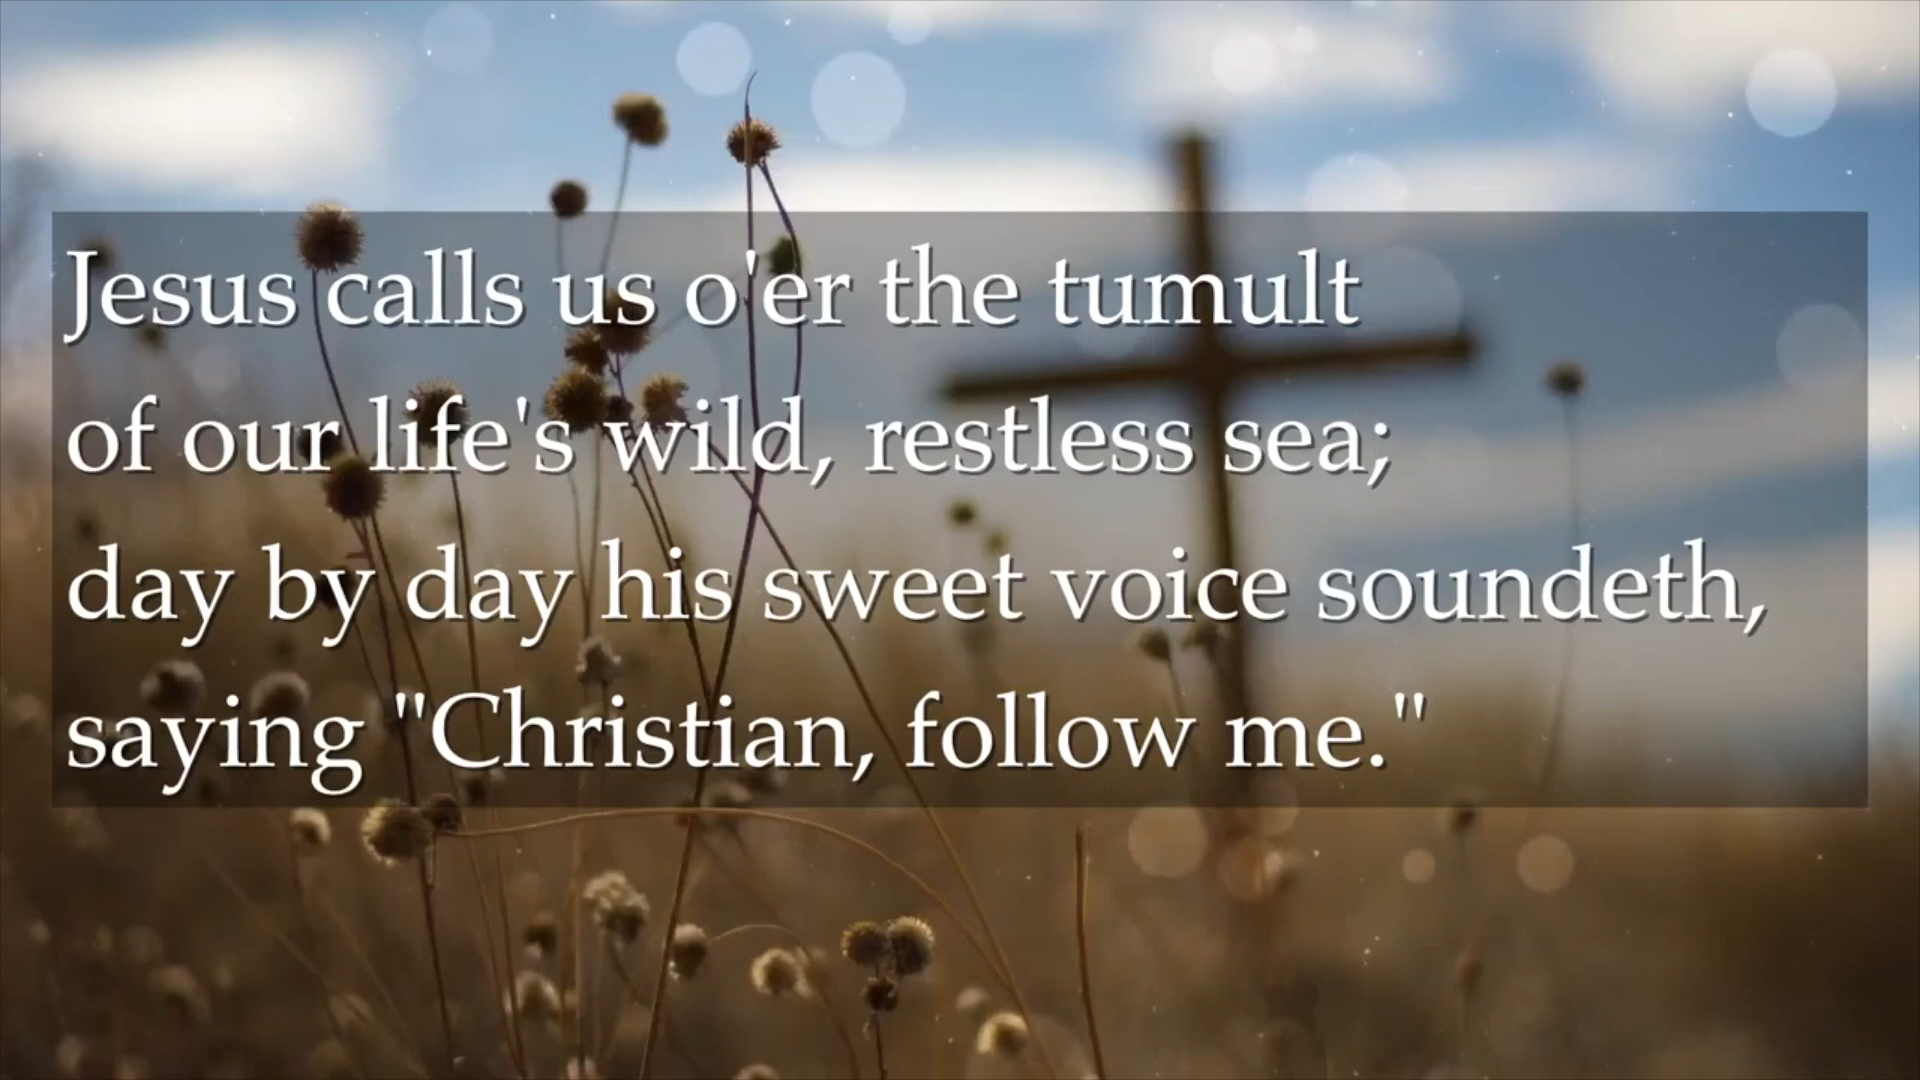 Jesus calls us o'er the tumult
of our life's wild, restless sea;
day by day his sweet voice soundeth,
saying "Christian, follow me."